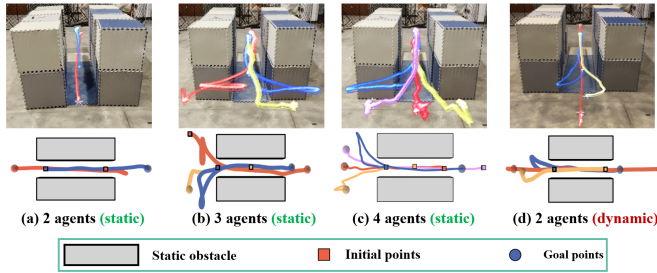 (a) 2 agents (static) (b) 3 agents (static) (c) 4 agents (static) (d) 2 agents (dynamic)
Static obstacle Initial points Goal points